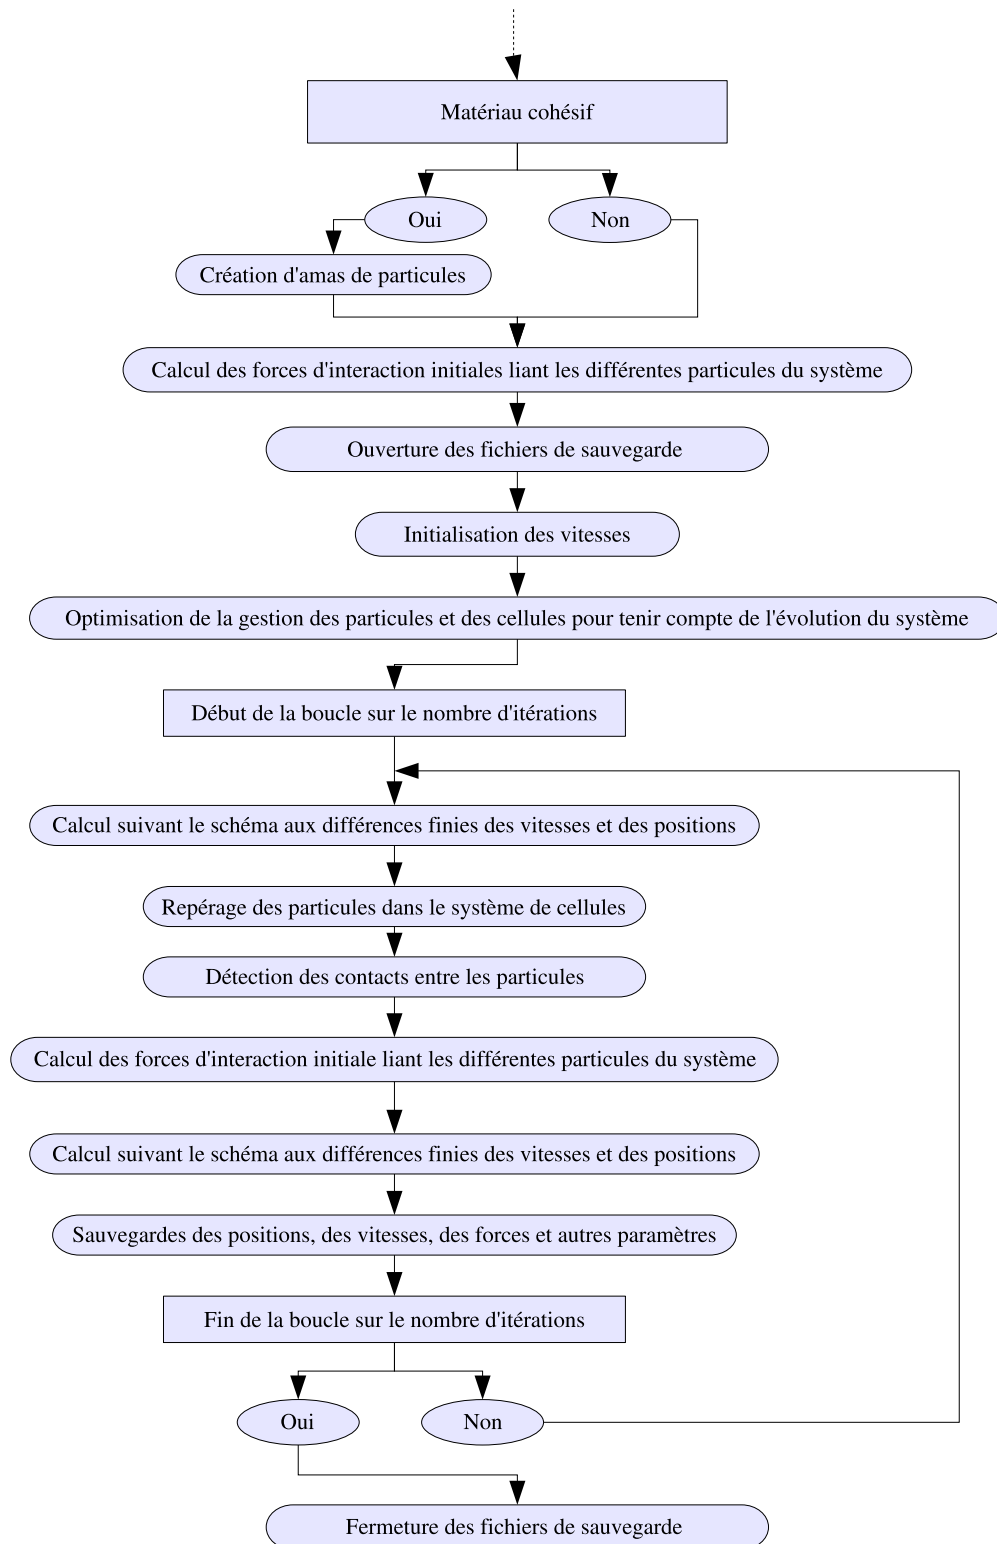 Matériau cohésif
Oui
Non
Création d'amas de particules
Calcul des forces d'interaction initiales liant les différentes particules du système
Ouverture des fichiers de sauvegarde
Initialisation des vitesses
Optimisation de la gestion des particules et des cellules pour tenir compte de l'évolution du système
Début de la boucle sur le nombre d'itérations
Calcul suivant le schéma aux différences finies des vitesses et des positions
Repérage des particules dans le système de cellules
Détection des contacts entre les particules
Calcul des forces d'interaction initiale liant les différentes particules du système
Calcul suivant le schéma aux différences finies des vitesses et des positions
Sauvegardes des positions, des vitesses, des forces et autres paramètres
Fin de la boucle sur le nombre d'itérations
Oui
Non
Fermeture des fichiers de sauvegarde